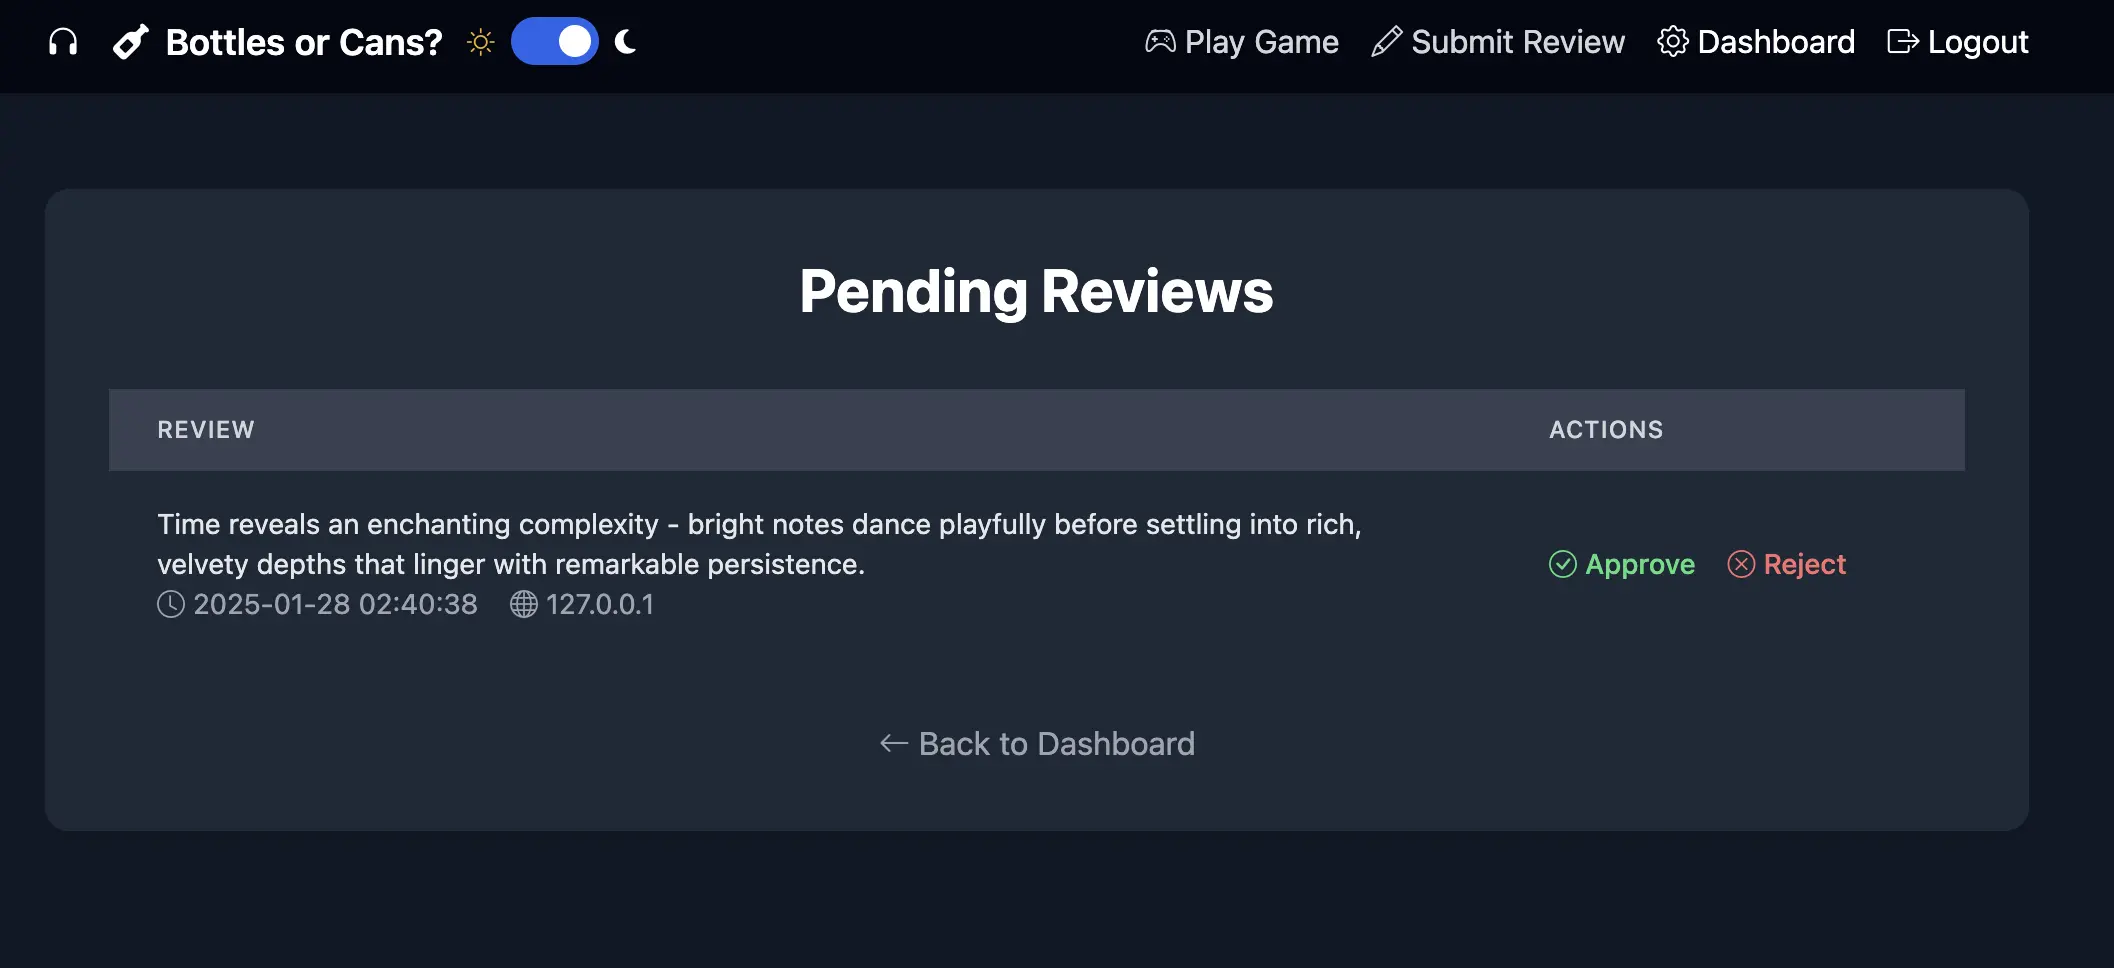 Bottles or Cans?
Play Game
Submit Review
Dashboard
Logout
Pending Reviews
REVIEW
ACTIONS
Time reveals an enchanting complexity - bright notes dance playfully before settling into rich,
velvety depths that linger with remarkable persistence.
2025-01-28 02:40:38
127.0.0.1
Approve
Reject
← Back to Dashboard